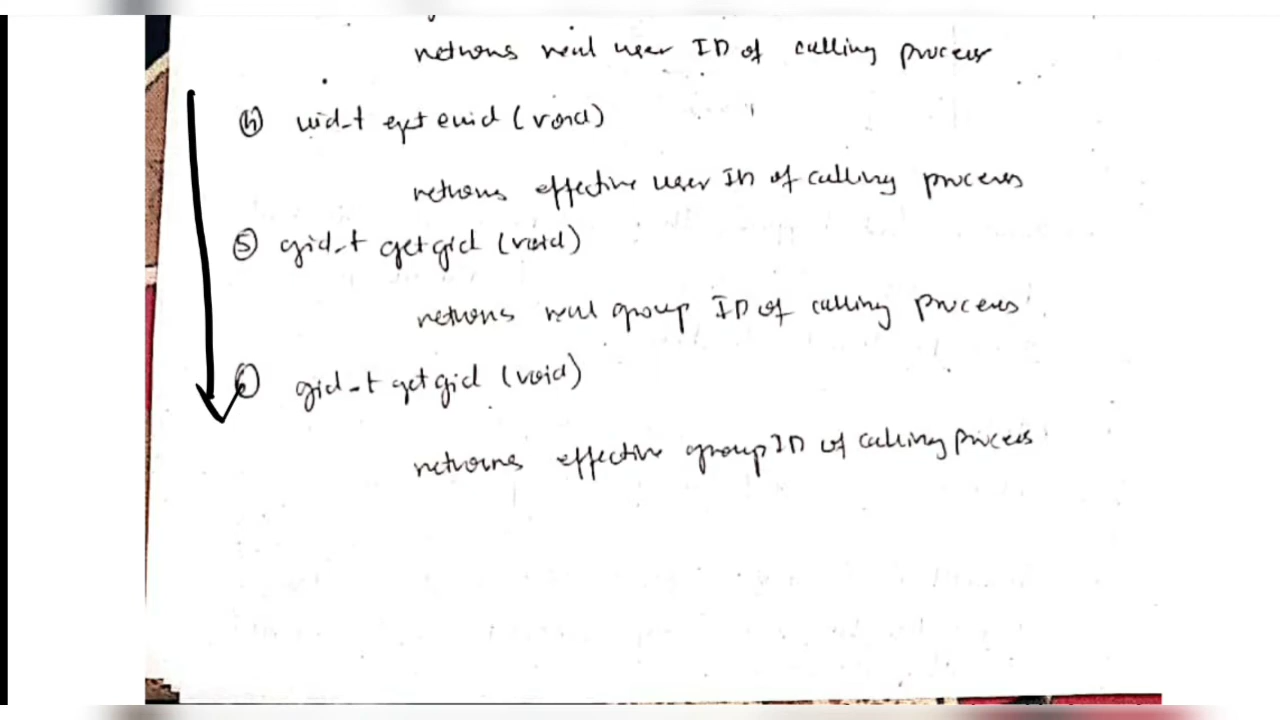 returns real user ID of calling process
④ uid_t get euid (void)
returns effective user ID of calling process
⑤ gid_t getgid (void)
returns real group ID of calling process
⑥ gid_t getgid (void)
returns effective group ID of calling process